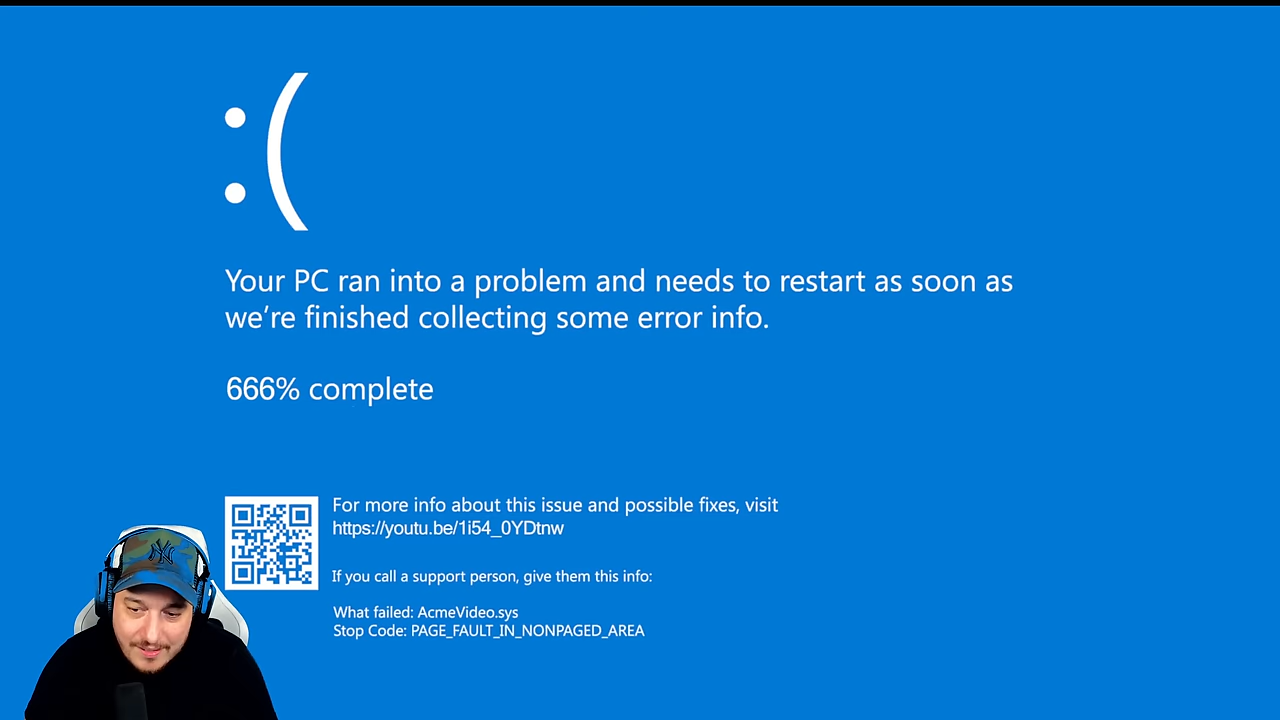 :(
Your PC ran into a problem and needs to restart as soon as
we're finished collecting some error info.
666% complete
For more info about this issue and possible fixes, visit
https://youtu.be/1i54_0YDtnw
If you call a support person, give them this info:
What failed: AcmeVideo.sys
Stop Code: PAGE_FAULT_IN_NONPAGED_AREA
NY